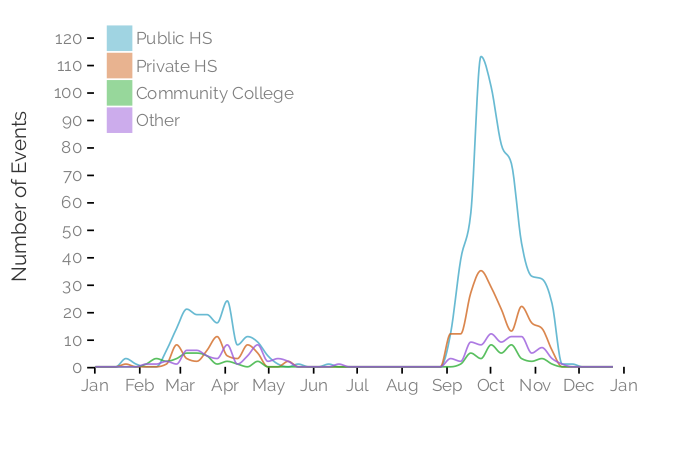 Number of Events
120
110
100
90
80
70
60
50
40
30
20
10
0
Public HS
Private HS
Community College
Other
Jan Feb Mar Apr May Jun Jul Aug Sep Oct Nov Dec Jan